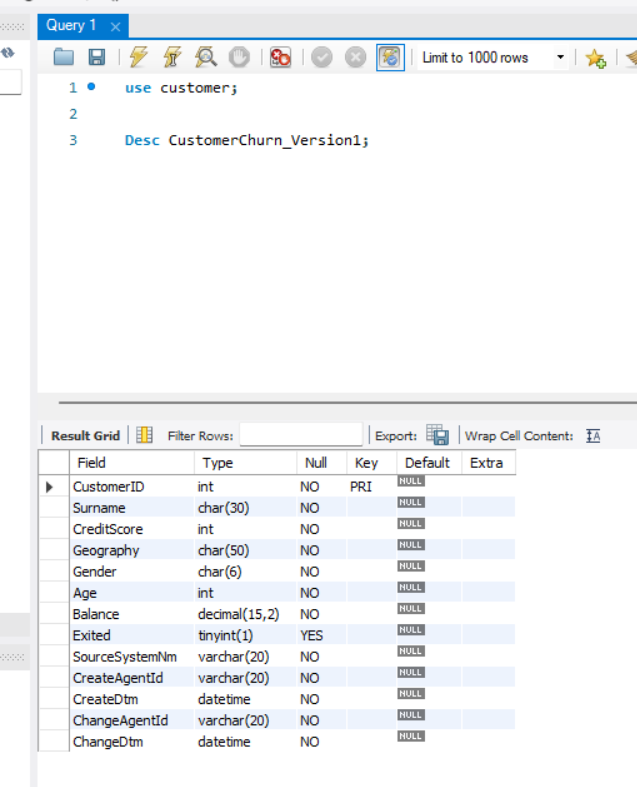 Query 1 ×
Limit to 1000 rows
1 use customer;
2
3 Desc CustomerChurn_Version1;
Result Grid Filter Rows: Export: Wrap Cell Content: IA
Field Type Null Key Default Extra
CustomerID int NO PRI NULL
Surname char(30) NO NULL
CreditScore int NO NULL
Geography char(50) NO NULL
Gender char(6) NO NULL
Age int NO NULL
Balance decimal(15,2) NO NULL
Exited tinyint(1) YES NULL
SourceSystemNm varchar(20) NO NULL
CreateAgentId varchar(20) NO NULL
CreateDtm datetime NO NULL
ChangeAgentId varchar(20) NO NULL
ChangeDtm datetime NO NULL